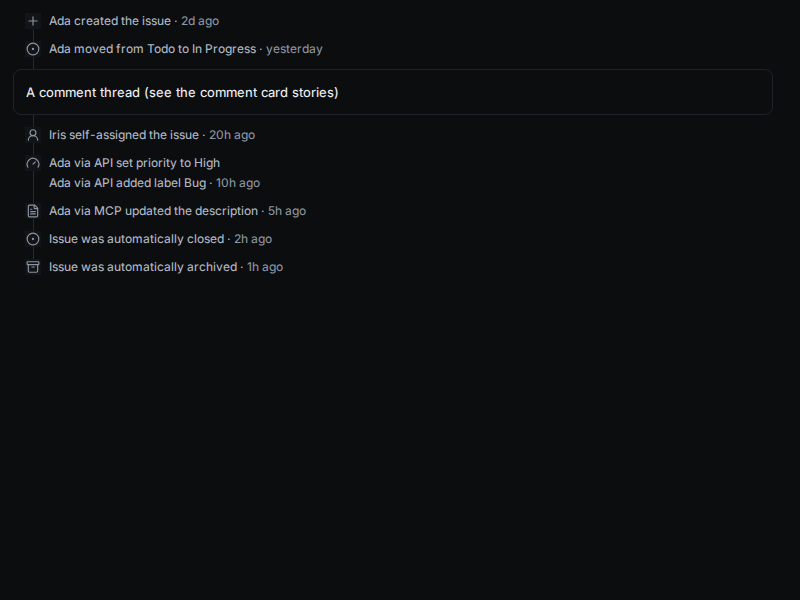 Ada created the issue · 2d ago
Ada moved from Todo to In Progress · yesterday
A comment thread (see the comment card stories)
Iris self-assigned the issue · 20h ago
Ada via API set priority to High
Ada via API added label Bug · 10h ago
Ada via MCP updated the description · 5h ago
Issue was automatically closed · 2h ago
Issue was automatically archived · 1h ago